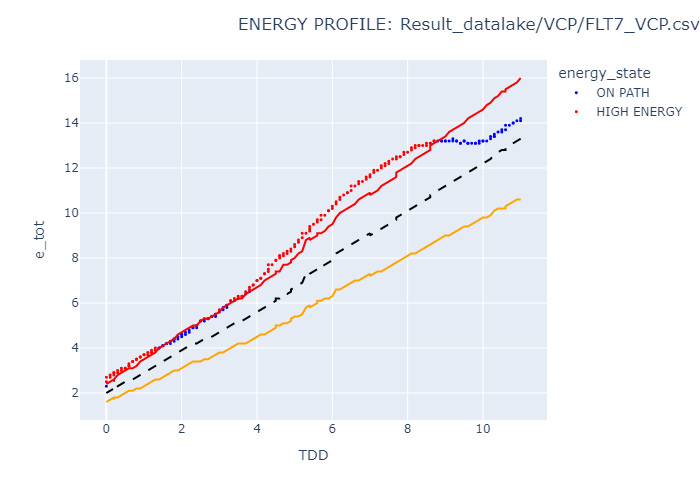 ENERGY PROFILE: Result_datalake/VCP/FLT7_VCP.csv
energy_state
ON PATH
HIGH ENERGY
e_tot
16
14
12
10
8
6
4
2
0
2
4
6
8
10
TDD